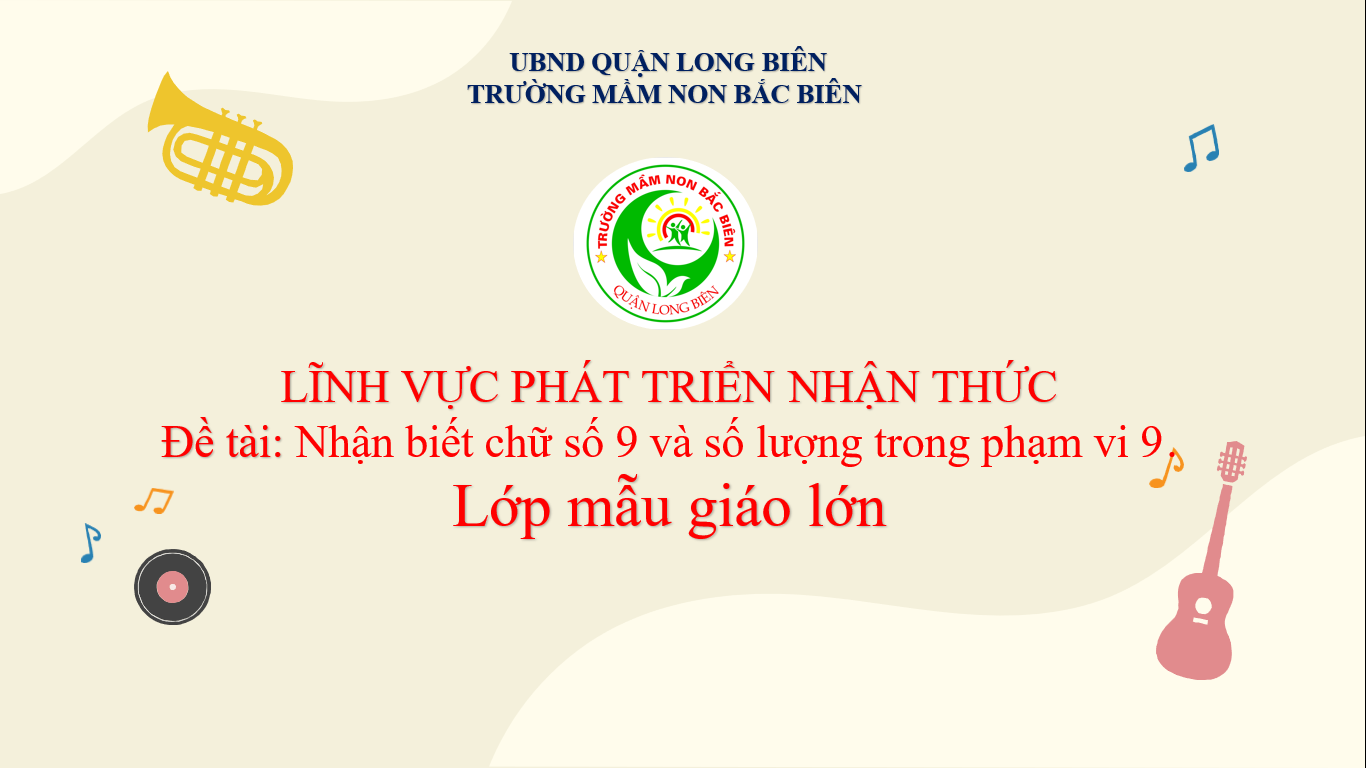 UBND QUẬN LONG BIÊN
TRƯỜNG MẦM NON BẮC BIÊN
TRƯỜNG MẦM NON BẮC BIÊN
QUẬN LONG BIÊN
LĨNH VỰC PHÁT TRIỂN NHẬN THỨC
Đề tài: Nhận biết chữ số 9 và số lượng trong phạm vi 9.
Lớp mẫu giáo lớn